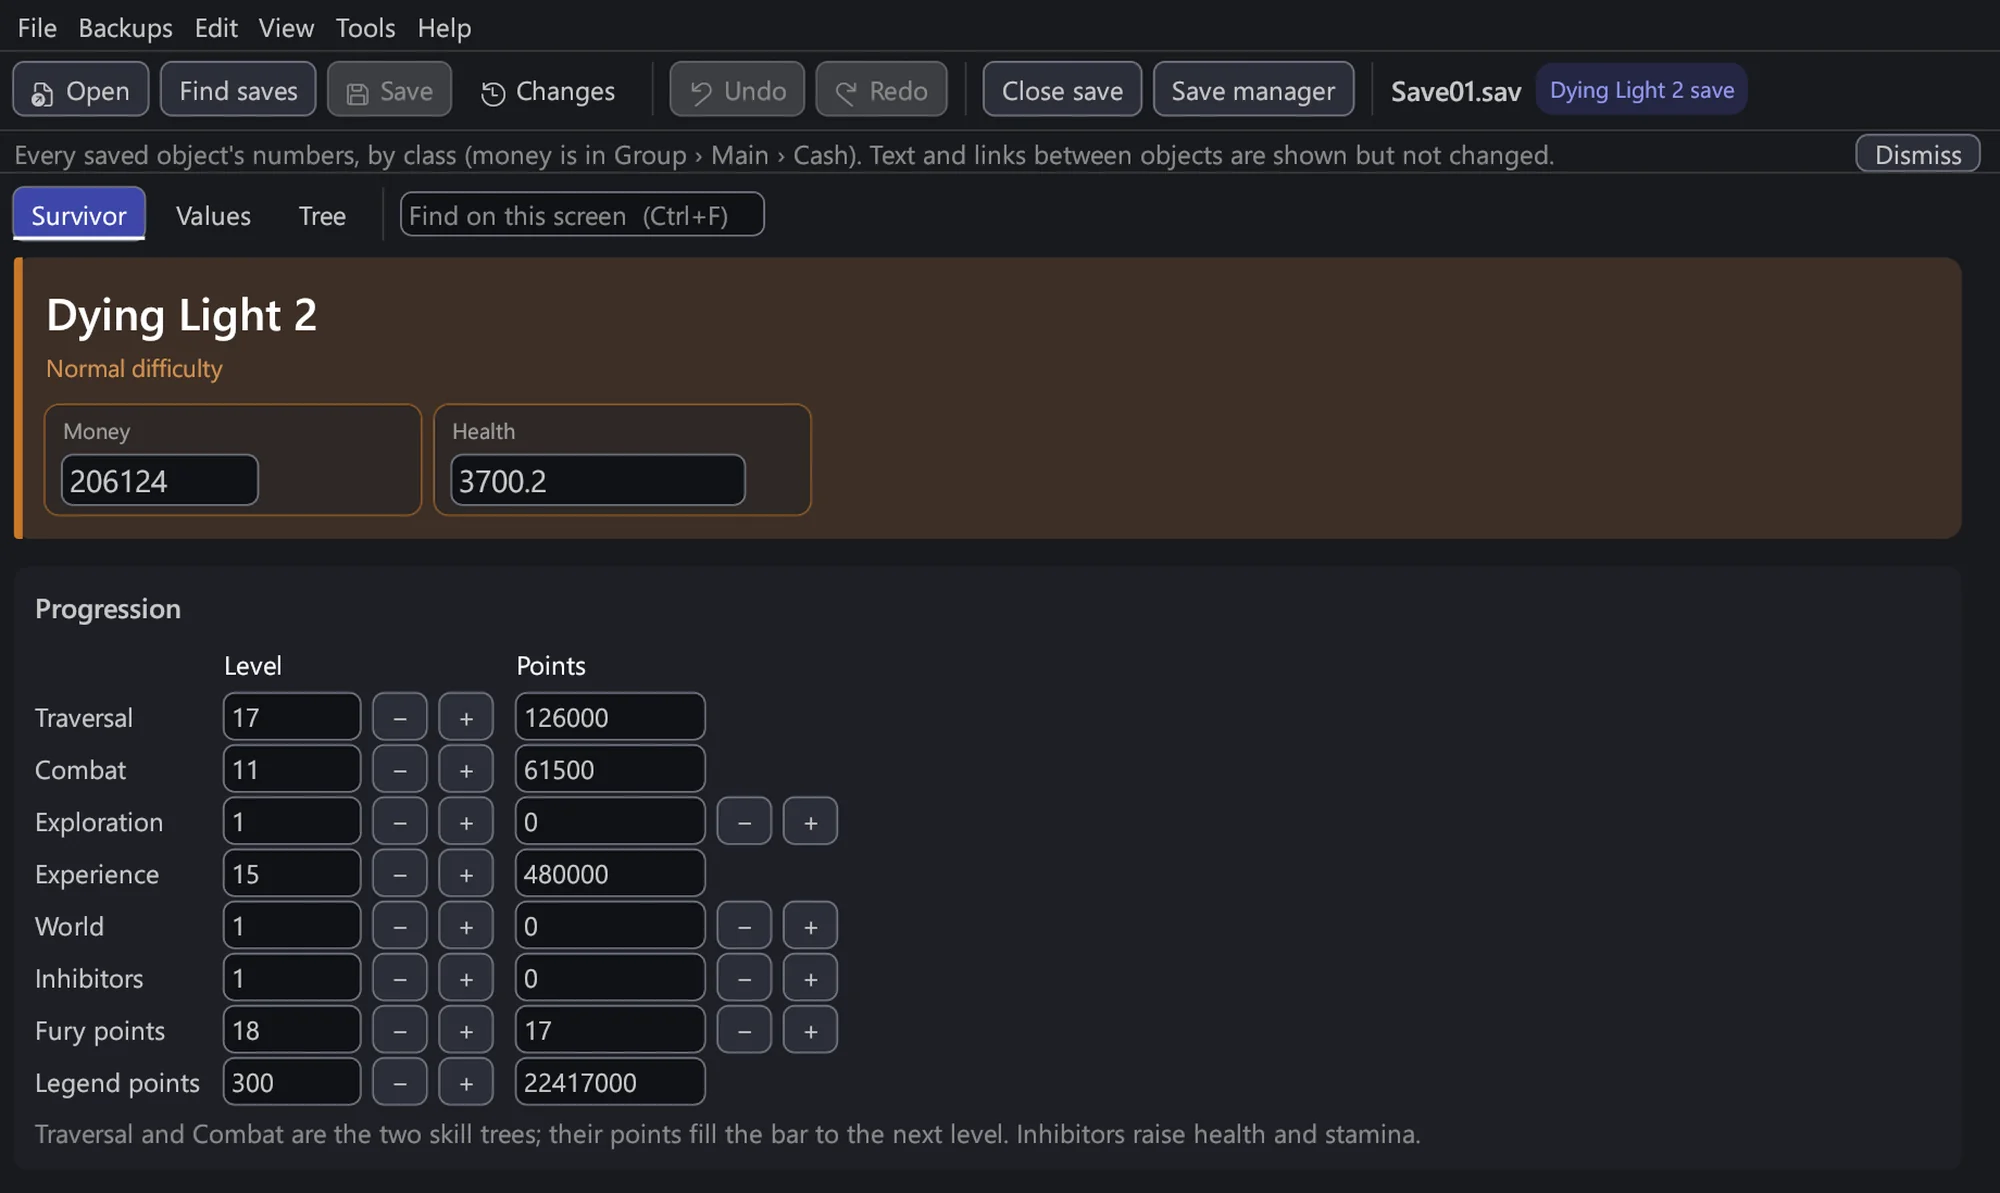 File Backups Edit View Tools Help
Open Find saves Save Changes Undo Redo Close save Save manager Save01.sav Dying Light 2 save
Every saved object's numbers, by class (money is in Group › Main › Cash). Text and links between objects are shown but not changed. Dismiss
Survivor Values Tree Find on this screen (Ctrl+F)
Dying Light 2
Normal difficulty
Money Health
206124 3700.2
Progression
Level Points
Traversal 17 − + 126000
Combat 11 − + 61500
Exploration 1 − + 0 − +
Experience 15 − + 480000
World 1 − + 0 − +
Inhibitors 1 − + 0 − +
Fury points 18 − + 17 − +
Legend points 300 − + 22417000
Traversal and Combat are the two skill trees; their points fill the bar to the next level. Inhibitors raise health and stamina.